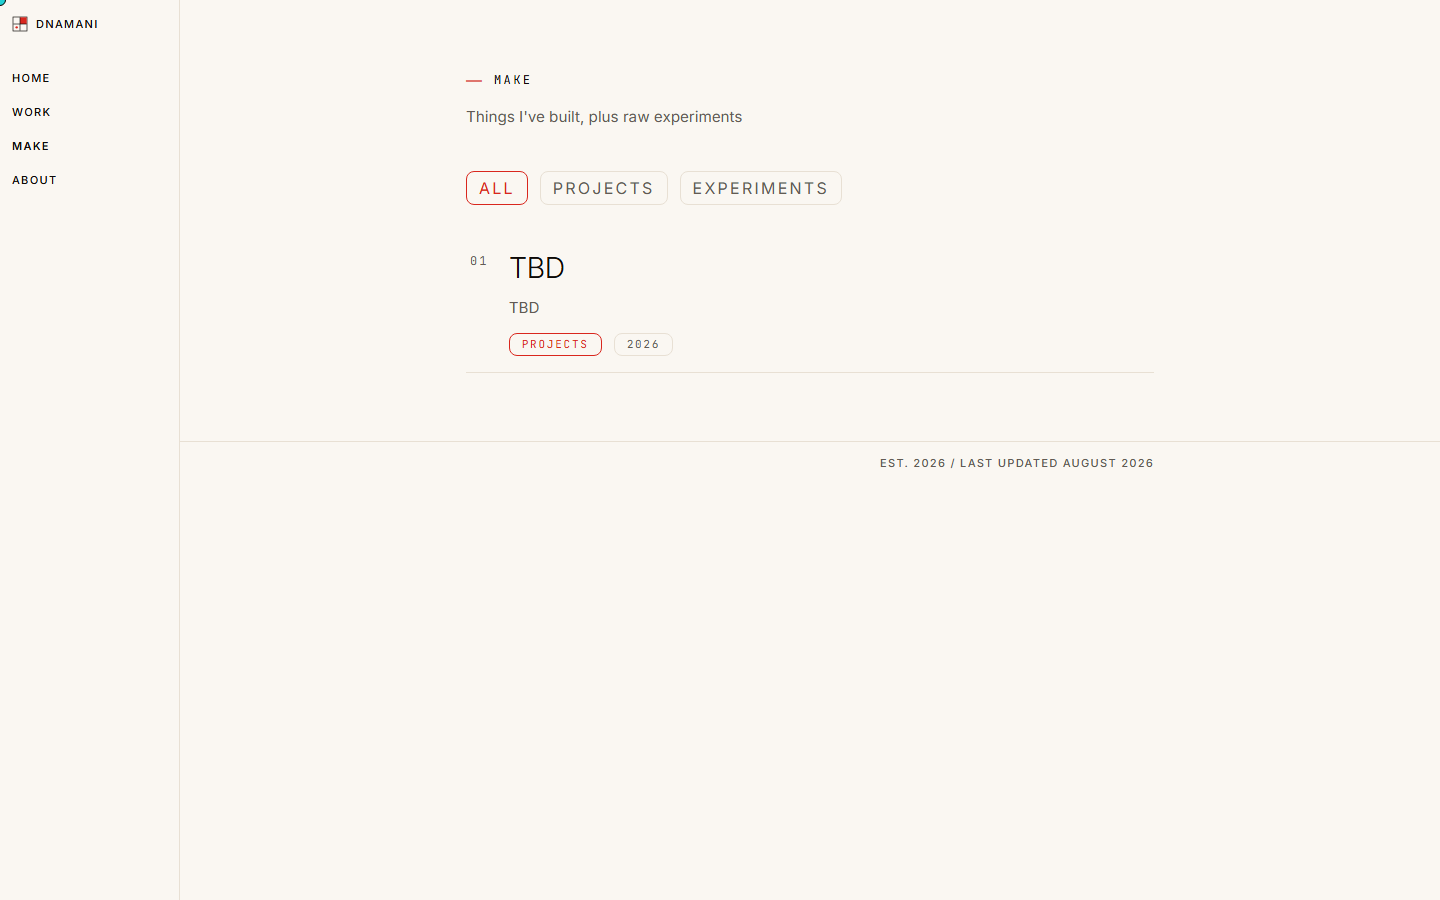 DNAMANI
HOME
WORK
MAKE
ABOUT
MAKE
Things I've built, plus raw experiments
ALL PROJECTS EXPERIMENTS
01 TBD
TBD
PROJECTS 2026
EST. 2026 / LAST UPDATED AUGUST 2026